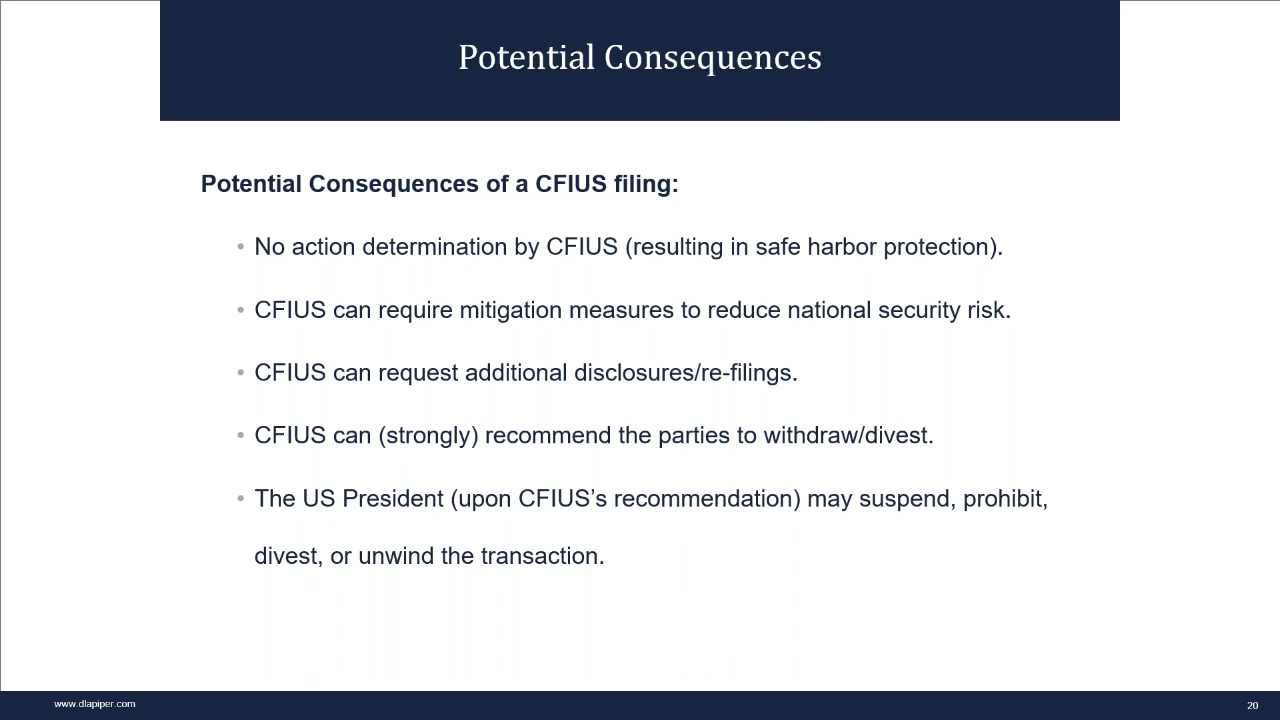 Potential Consequences
Potential Consequences of a CFIUS filing:
• No action determination by CFIUS (resulting in safe harbor protection).
• CFIUS can require mitigation measures to reduce national security risk.
• CFIUS can request additional disclosures/re-filings.
• CFIUS can (strongly) recommend the parties to withdraw/divest.
• The US President (upon CFIUS’s recommendation) may suspend, prohibit,
divest, or unwind the transaction.
www.dlapiper.com
20